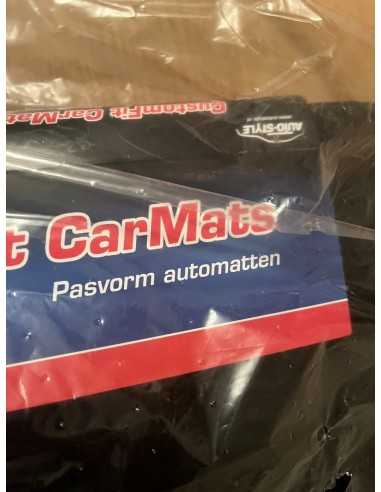 CustomFit CarMats
AUTO-STYLE
t CarMats
Pasvorm automatten